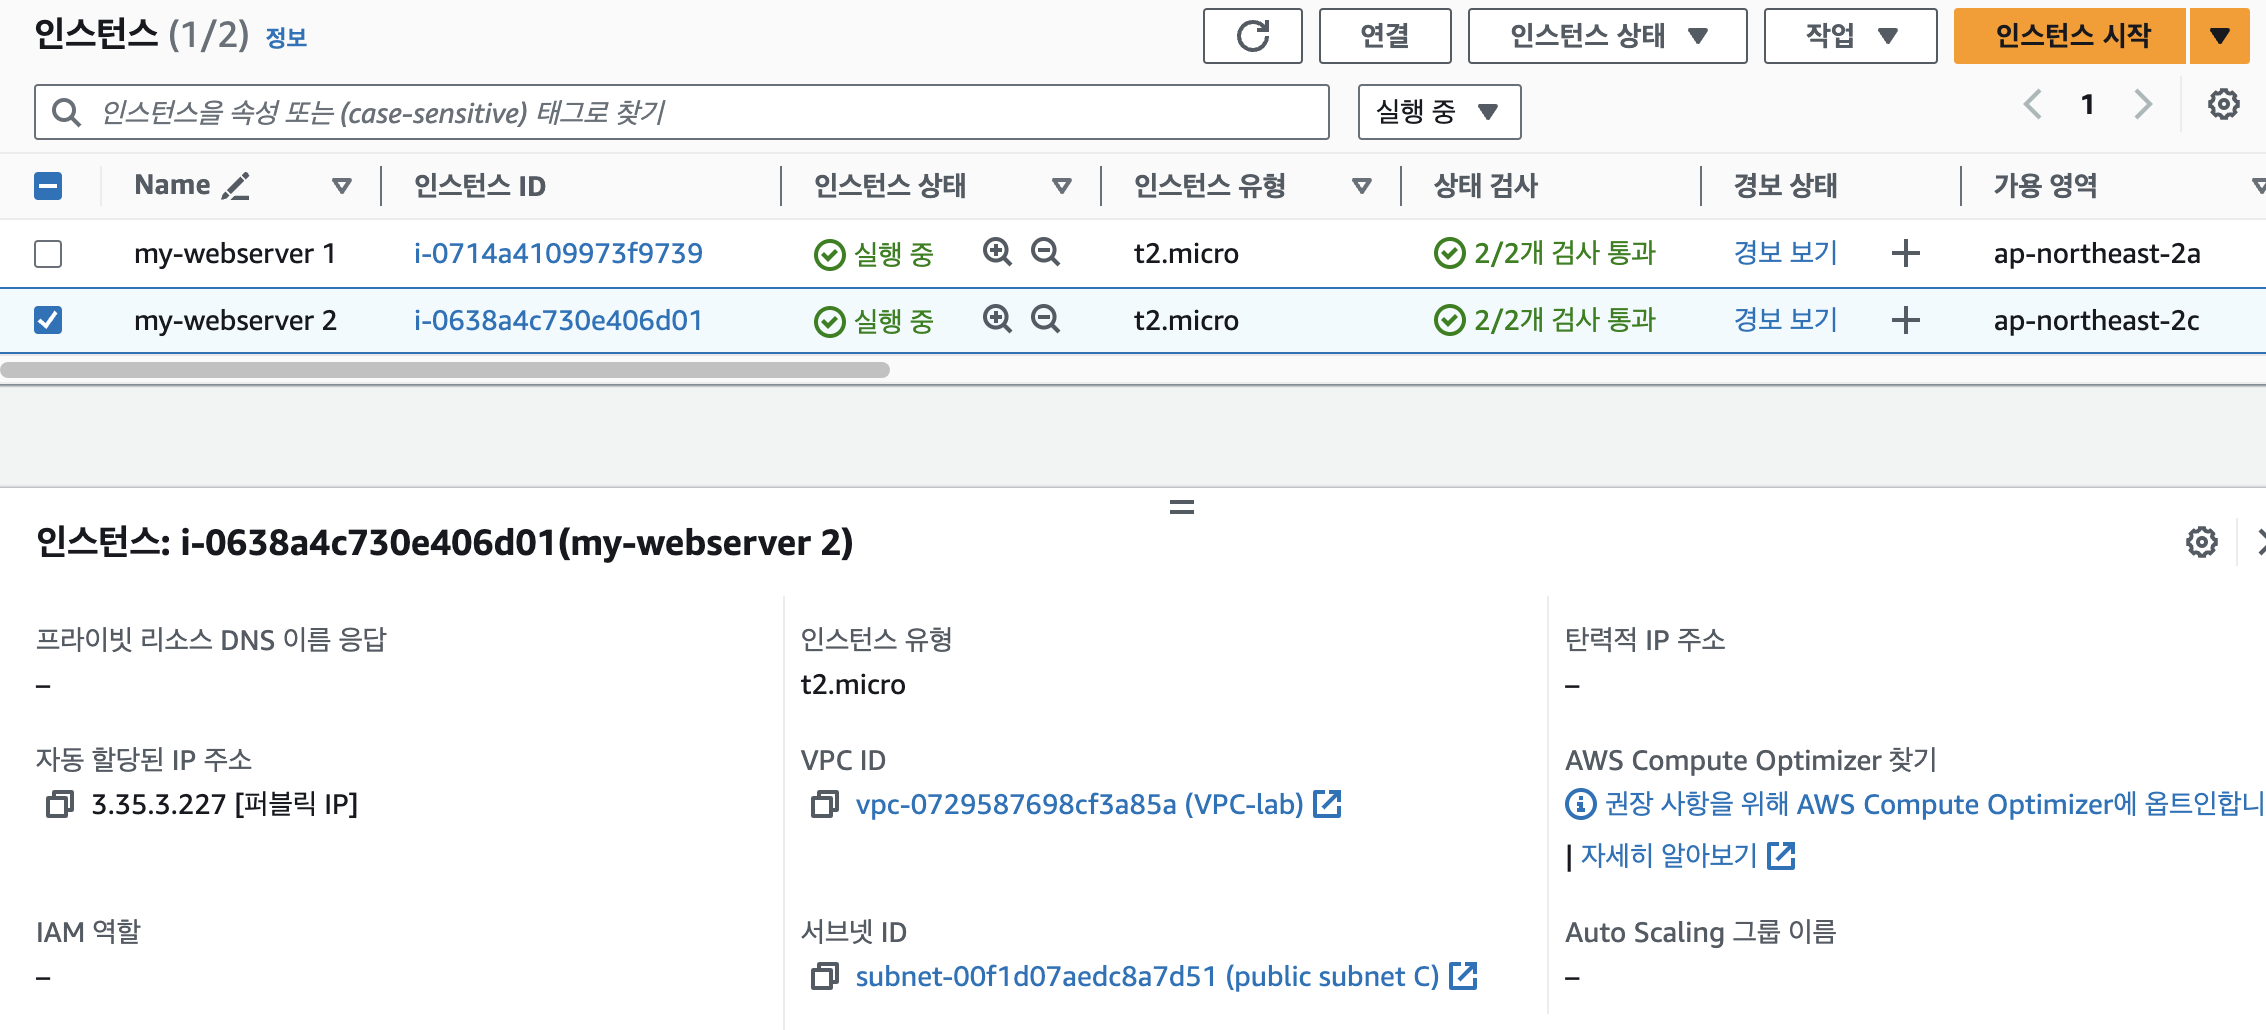 인스턴스 (1/2) 정보
연결
인스턴스 상태
작업
인스턴스 시작
인스턴스을 속성 또는 (case-sensitive) 태그로 찾기
실행 중
1
Name 인스턴스 ID 인스턴스 상태 인스턴스 유형 상태 검사 경보 상태 가용 영역
my-webserver 1 i-0714a4109973f9739 실행 중 t2.micro 2/2개 검사 통과 경보 보기 ap-northeast-2a
my-webserver 2 i-0638a4c730e406d01 실행 중 t2.micro 2/2개 검사 통과 경보 보기 ap-northeast-2c
인스턴스: i-0638a4c730e406d01(my-webserver 2)
프라이빗 리소스 DNS 이름 응답
–
인스턴스 유형
t2.micro
탄력적 IP 주소
–
자동 할당된 IP 주소
3.35.3.227 [퍼블릭 IP]
VPC ID
vpc-0729587698cf3a85a (VPC-lab)
AWS Compute Optimizer 찾기
권장 사항을 위해 AWS Compute Optimizer에 옵트인합니
| 자세히 알아보기
IAM 역할
–
서브넷 ID
subnet-00f1d07aedc8a7d51 (public subnet C)
Auto Scaling 그룹 이름
–